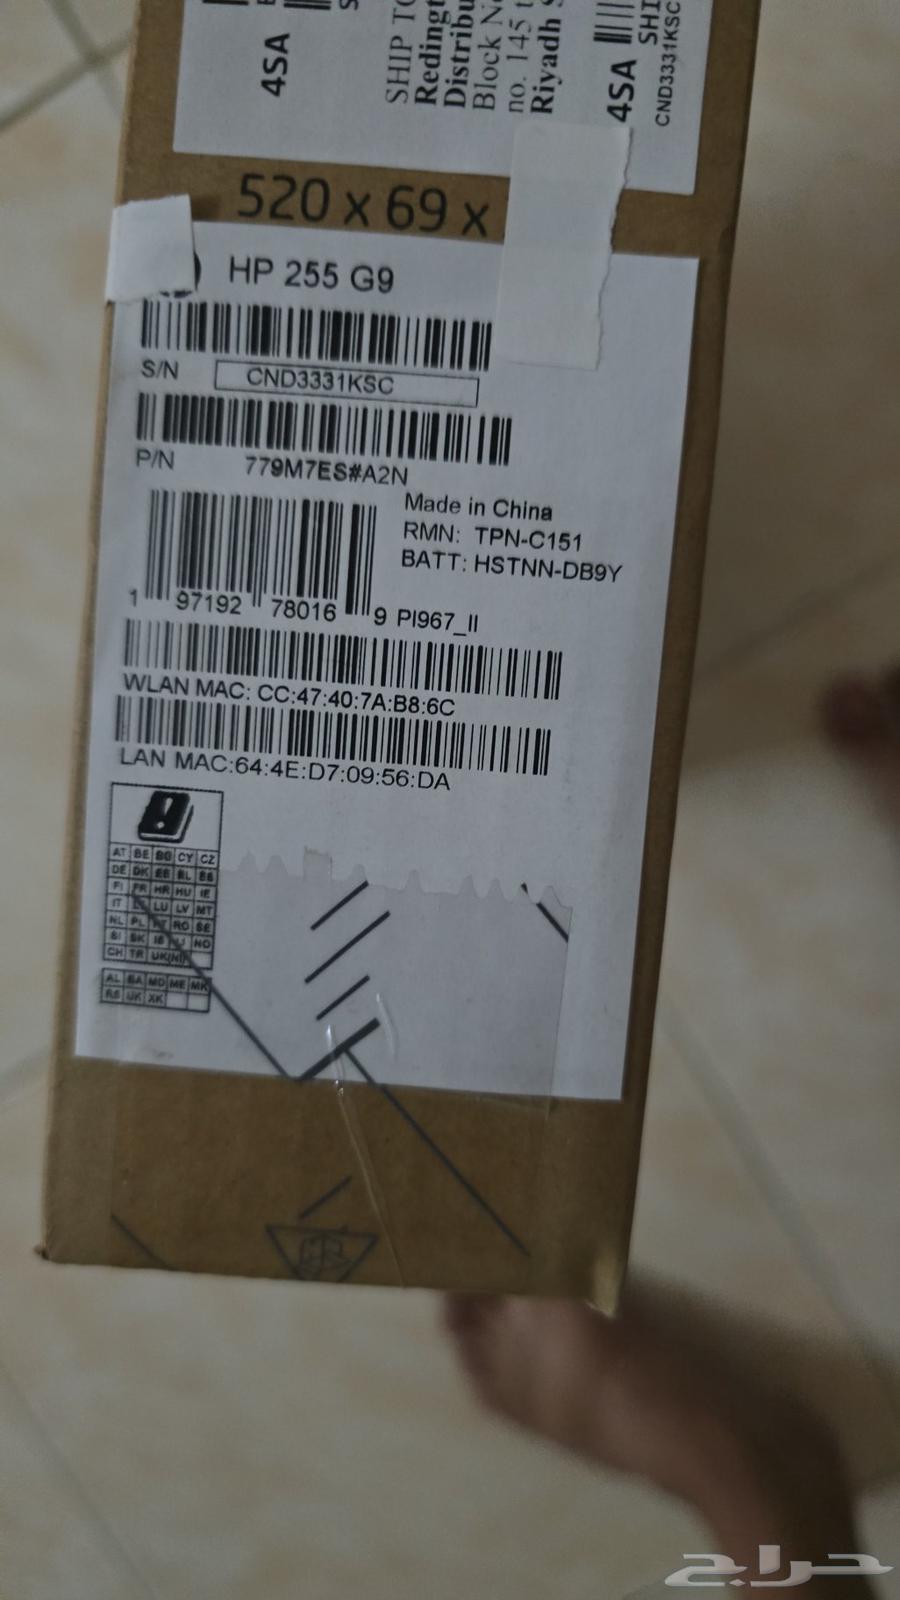 4SA
SHIP TO
Redingt
Distribu
Block N
no. 145 t
Riyadh S
4SA
SHI
CND3331KSC
520 x 69 x
HP 255 G9
S/N CND3331KSC
P/N 779M7ES#A2N
Made in China
RMN: TPN-C151
BATT: HSTNN-DB9Y
1 97192 78016 9 PI967_II
WLAN MAC: CC:47:40:7A:B8:6C
LAN MAC:64:4E:D7:09:56:DA
AT BE BG CY CZ
DE DK EE EL ES
FI FR HR HU IE
IT LU LV MT
NL PL PT RO SE
SI SK IS LI NO
CH TR UK(NI)
AL BA MD ME MK
RS UK XK
حراج